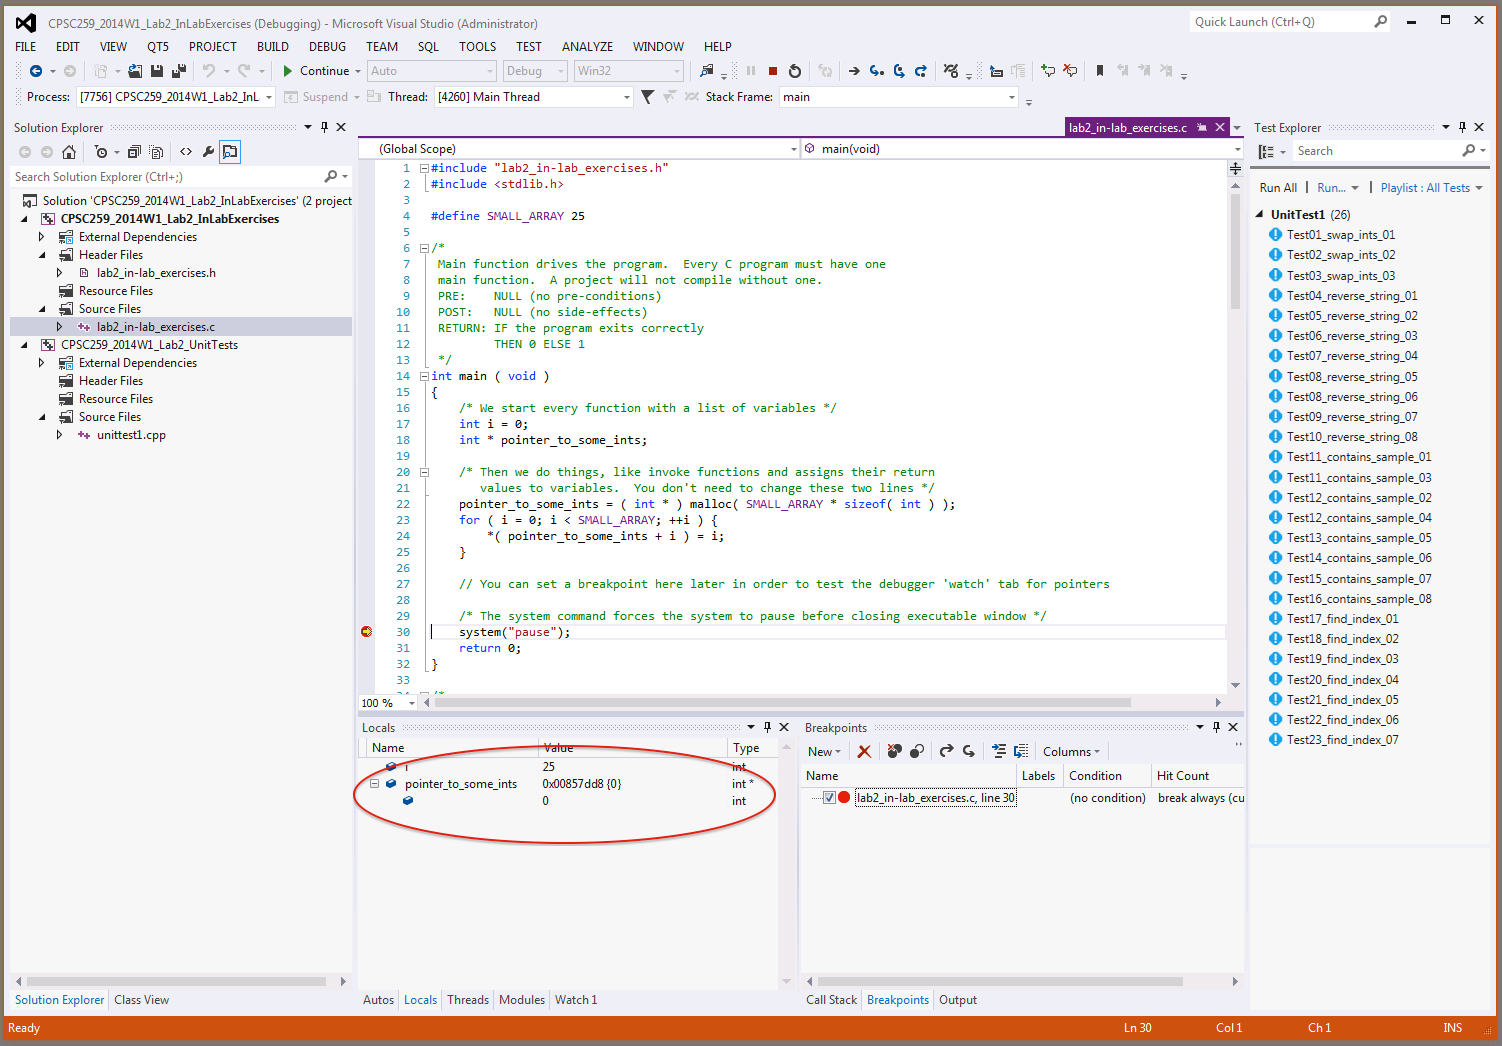 CPSC259_2014W1_Lab2_InLabExercises (Debugging) - Microsoft Visual Studio (Administrator)
Quick Launch (Ctrl+Q)
FILE EDIT VIEW QT5 PROJECT BUILD DEBUG TEAM SQL TOOLS TEST ANALYZE WINDOW HELP
Continue Auto Debug Win32
Process: [7756] CPSC259_2014W1_Lab2_InL Suspend Thread: [4260] Main Thread Stack Frame: main
Solution Explorer
Search Solution Explorer (Ctrl+;)
Solution 'CPSC259_2014W1_Lab2_InLabExercises' (2 project
CPSC259_2014W1_Lab2_InLabExercises
External Dependencies
Header Files
lab2_in-lab_exercises.h
Resource Files
Source Files
lab2_in-lab_exercises.c
CPSC259_2014W1_Lab2_UnitTests
External Dependencies
Header Files
Resource Files
Source Files
unittest1.cpp
Solution Explorer Class View
lab2_in-lab_exercises.c
(Global Scope) main(void)
1 #include "lab2_in-lab_exercises.h"
2 #include <stdlib.h>
3
4 #define SMALL_ARRAY 25
5
6 /*
7 Main function drives the program.  Every C program must have one
8 main function.  A project will not compile without one.
9 PRE:    NULL (no pre-conditions)
10 POST:   NULL (no side-effects)
11 RETURN: IF the program exits correctly
12 THEN 0 ELSE 1
13 */
14 int main ( void )
15 {
16 /* We start every function with a list of variables */
17 int i = 0;
18 int * pointer_to_some_ints;
19
20 /* Then we do things, like invoke functions and assigns their return
21 values to variables.  You don't need to change these two lines */
22 pointer_to_some_ints = ( int * ) malloc( SMALL_ARRAY * sizeof( int ) );
23 for ( i = 0; i < SMALL_ARRAY; ++i ) {
24 *( pointer_to_some_ints + i ) = i;
25 }
26
27 // You can set a breakpoint here later in order to test the debugger 'watch' tab for pointers
28
29 /* The system command forces the system to pause before closing executable window */
30 system("pause");
31 return 0;
32 }
33
34 /*
100 %
Locals
Name Value Type
i 25 int
pointer_to_some_ints 0x00857dd8 {0} int *
0 int
Autos Locals Threads Modules Watch 1
Breakpoints
New Columns
Name Labels Condition Hit Count
lab2_in-lab_exercises.c, line 30 (no condition) break always (cu
Call Stack Breakpoints Output
Test Explorer
Search
Run All Run... Playlist : All Tests
UnitTest1 (26)
Test01_swap_ints_01
Test02_swap_ints_02
Test03_swap_ints_03
Test04_reverse_string_01
Test05_reverse_string_02
Test06_reverse_string_03
Test07_reverse_string_04
Test08_reverse_string_05
Test08_reverse_string_06
Test09_reverse_string_07
Test10_reverse_string_08
Test11_contains_sample_01
Test11_contains_sample_03
Test12_contains_sample_02
Test12_contains_sample_04
Test13_contains_sample_05
Test14_contains_sample_06
Test15_contains_sample_07
Test16_contains_sample_08
Test17_find_index_01
Test18_find_index_02
Test19_find_index_03
Test20_find_index_04
Test21_find_index_05
Test22_find_index_06
Test23_find_index_07
Ready Ln 30 Col 1 Ch 1 INS